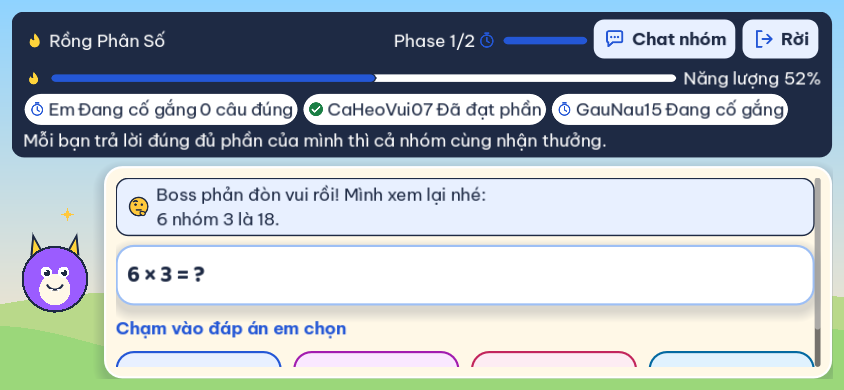 Rồng Phân Số
Phase 1/2
Chat nhóm
Rời
Năng lượng 52%
Em Đang cố gắng 0 câu đúng
CaHeoVui07 Đã đạt phần
GauNau15 Đang cố gắng
Mỗi bạn trả lời đúng đủ phần của mình thì cả nhóm cùng nhận thưởng.
Boss phản đòn vui rồi! Mình xem lại nhé:
6 nhóm 3 là 18.
6 × 3 = ?
Chạm vào đáp án em chọn